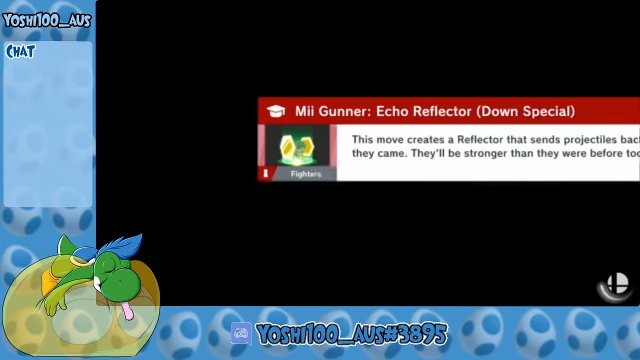 Yoshi100_Aus
Chat
Mii Gunner: Echo Reflector (Down Special)
This move creates a Reflector that sends projectiles bac
they came. They'll be stronger than they were before too
Fighters
Yoshi100_Aus#3895